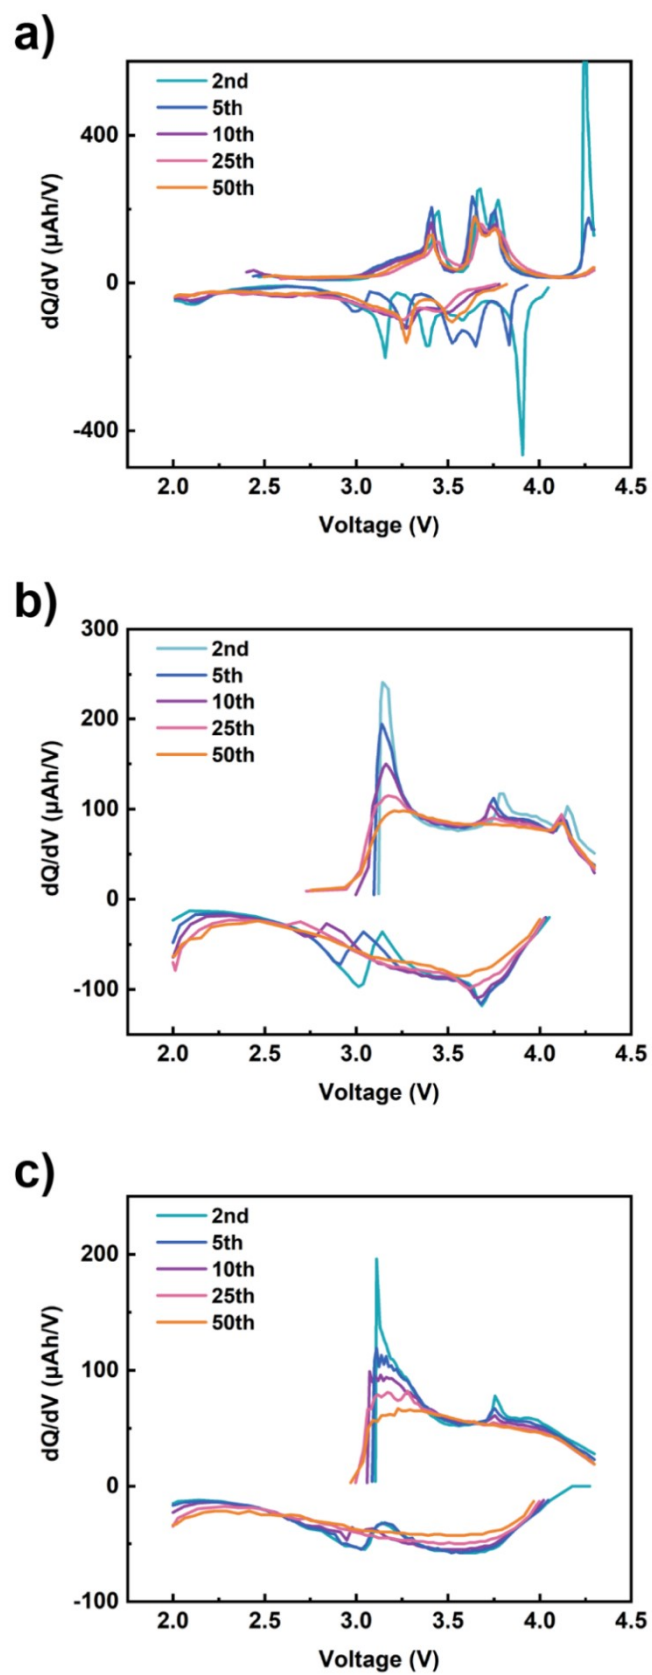 a)
2nd
5th
10th
25th
50th
400
0
-400
dQ/dV (µAh/V)
2.0 2.5 3.0 3.5 4.0 4.5
Voltage (V)
b)
300
2nd
5th
10th
25th
50th
200
100
0
-100
dQ/dV (µAh/V)
2.0 2.5 3.0 3.5 4.0 4.5
Voltage (V)
c)
2nd
5th
10th
25th
50th
200
100
0
-100
dQ/dV (µAh/V)
2.0 2.5 3.0 3.5 4.0 4.5
Voltage (V)